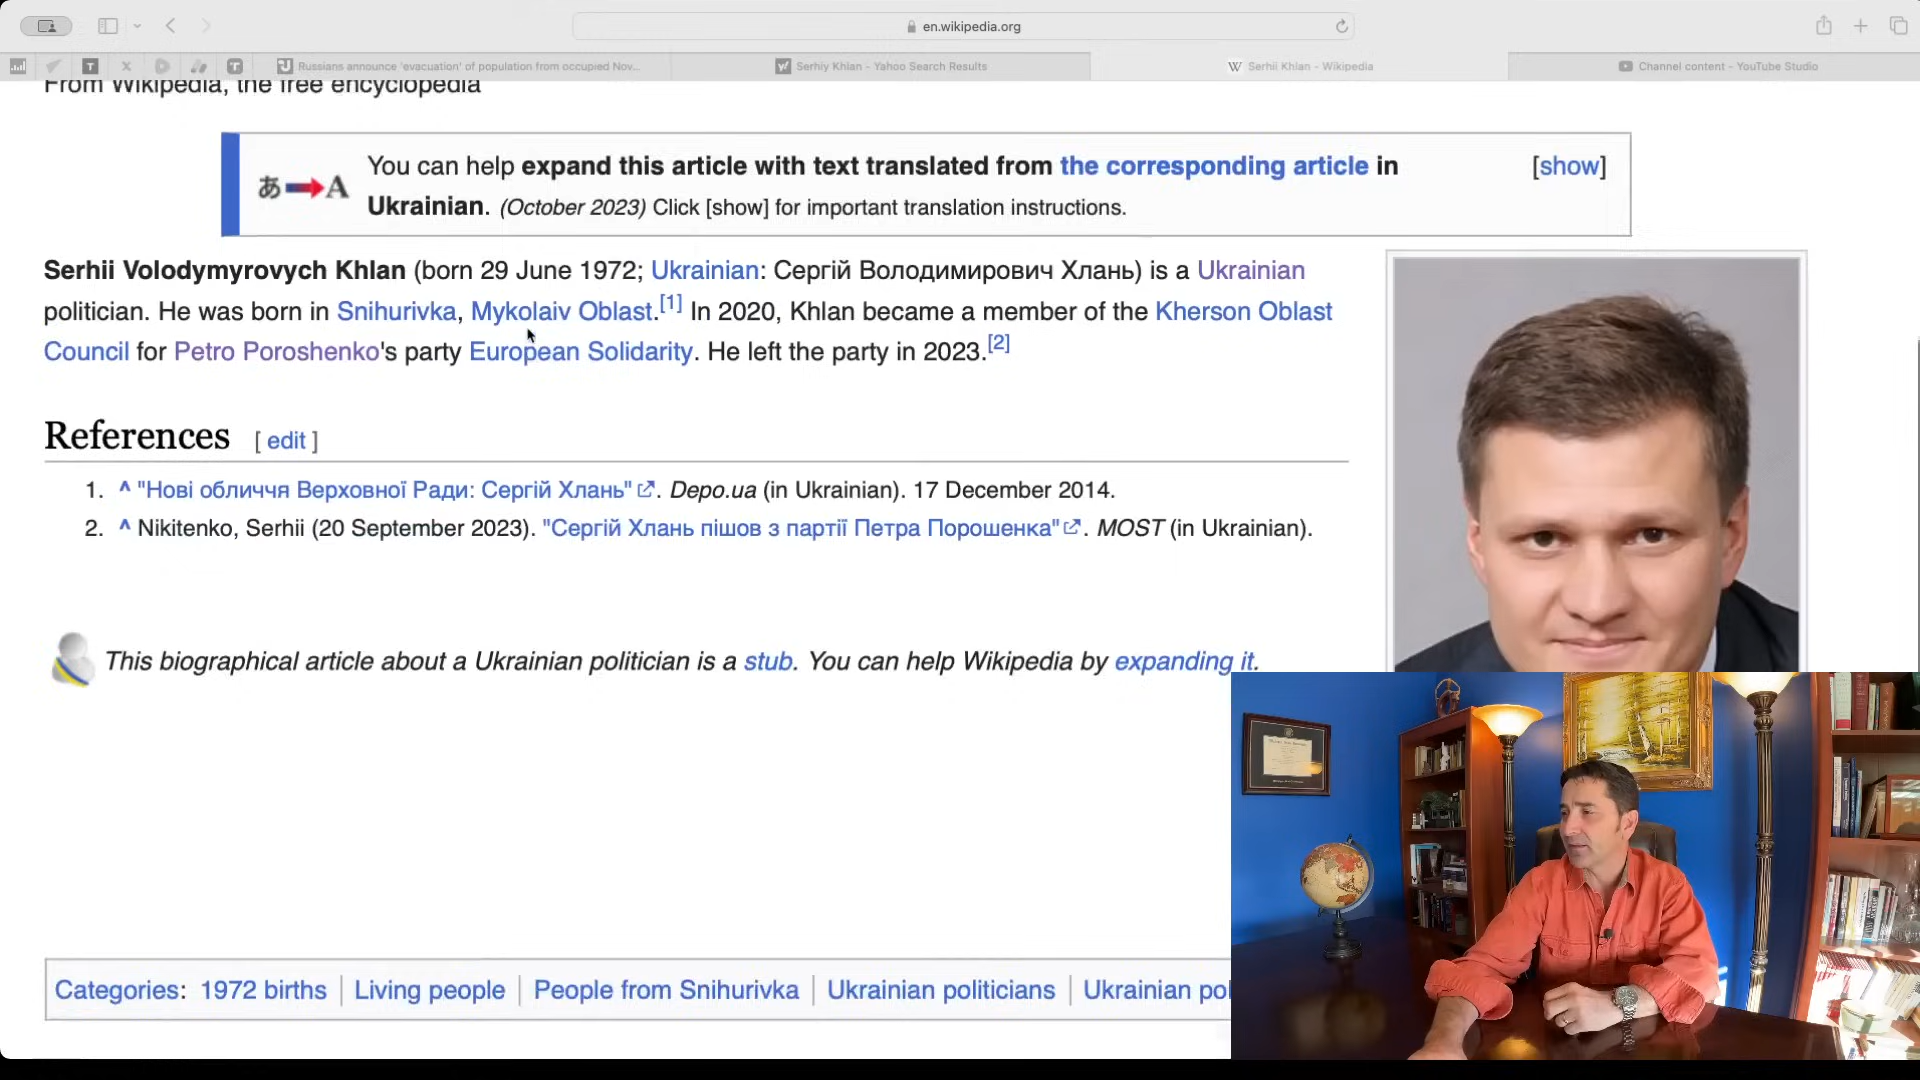 en.wikipedia.org
Russians announce 'evacuation' of population from occupied Nov...
Serhiy Khlan - Yahoo Search Results
Serhii Khlan - Wikipedia
Channel content - YouTube Studio
From Wikipedia, the free encyclopedia
あ A
You can help expand this article with text translated from the corresponding article in
[show]
Ukrainian. (October 2023) Click [show] for important translation instructions.
Serhii Volodymyrovych Khlan (born 29 June 1972; Ukrainian: Сергій Володимирович Хлань) is a Ukrainian
politician. He was born in Snihurivka, Mykolaiv Oblast.[1] In 2020, Khlan became a member of the Kherson Oblast
Council for Petro Poroshenko's party European Solidarity. He left the party in 2023.[2]
References [ edit ]
1. ^ "Нові обличчя Верховної Ради: Сергій Хлань". Depo.ua (in Ukrainian). 17 December 2014.
2. ^ Nikitenko, Serhii (20 September 2023). "Сергій Хлань пішов з партії Петра Порошенка". MOST (in Ukrainian).
This biographical article about a Ukrainian politician is a stub. You can help Wikipedia by expanding it.
Categories: 1972 births | Living people | People from Snihurivka | Ukrainian politicians | Ukrainian pol